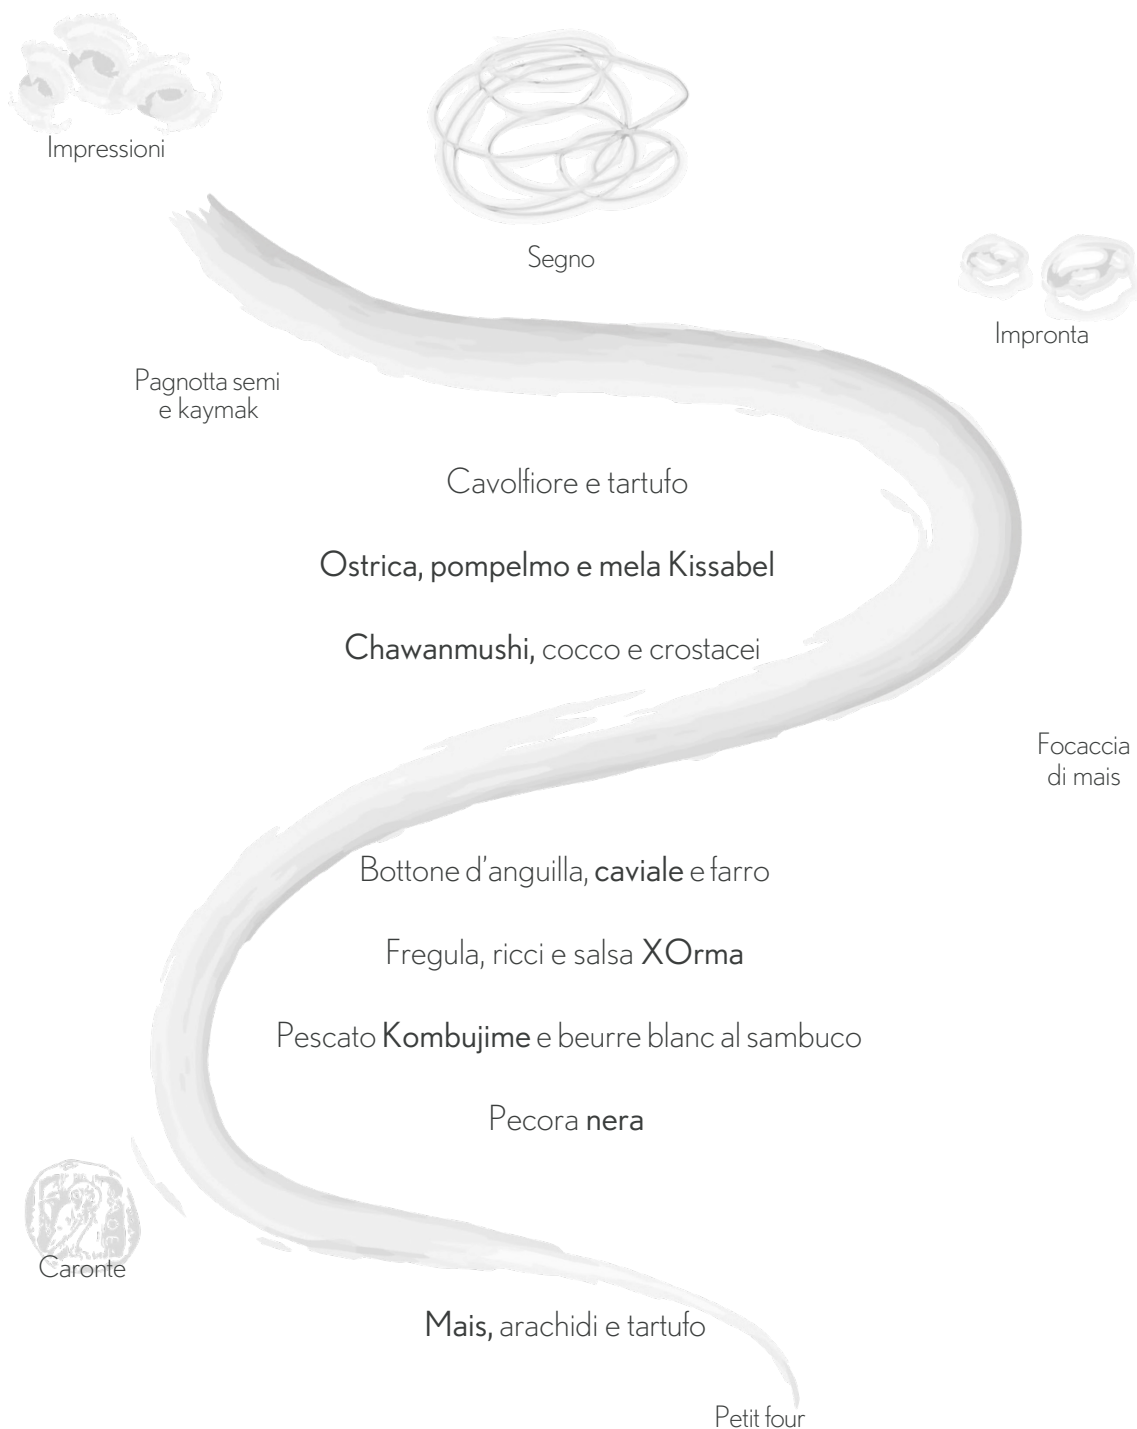 Impressioni
Segno
Impronta
Pagnotta semi
e kaymak
Cavolfiore e tartufo
Ostrica, pompelmo e mela Kissabel
Chawanmushi, cocco e crostacei
Focaccia
di mais
Bottone d’anguilla, caviale e farro
Fregula, ricci e salsa XOrma
Pescato Kombujime e beurre blanc al sambuco
Pecora nera
Caronte
Mais, arachidi e tartufo
Petit four